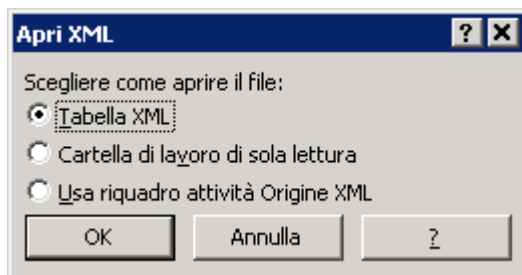 Apri XML
?
Scegliere come aprire il file:
Tabella XML
Cartella di lavoro di sola lettura
Usa riquadro attività Origine XML
OK Annulla ?